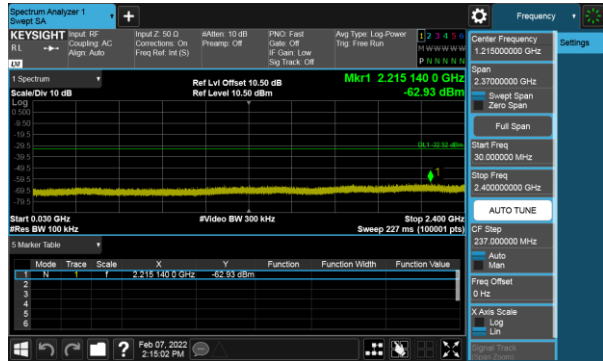 Spectrum Analyzer 1
Swept SA
Frequency
KEYSIGHT
RL
Input: RF
Coupling: AC
Align: Auto
Input Z: 50 Ω
Corrections: On
Freq Ref: Int (S)
#Atten: 10 dB
Preamp: Off
PNO: Fast
Gate: Off
IF Gain: Low
Sig Track: Off
Avg Type: Log-Power
Trig: Free Run
1 2 3 4 5 6
M W W W W W
P N N N N N
LW
1 Spectrum
Scale/Div 10 dB
Ref Lvl Offset 10.50 dB
Ref Level 10.50 dBm
Mkr1 2.215 140 0 GHz
-62.93 dBm
Log
0.500
-9.50
-19.5
-29.5
-39.5
-49.5
-59.5
-69.5
-79.5
DL1 -32.52 dBm
1
Start 0.030 GHz
#Res BW 100 kHz
#Video BW 300 kHz
Stop 2.400 GHz
Sweep 227 ms (100001 pts)
5 Marker Table
Mode Trace Scale X Y Function Function Width Function Value
1 N 1 f 2.215 140 0 GHz -62.93 dBm
2
3
4
5
6
Feb 07, 2022
2:15:02 PM
Center Frequency
1.215000000 GHz
Span
2.37000000 GHz
Swept Span
Zero Span
Full Span
Start Freq
30.000000 MHz
Stop Freq
2.400000000 GHz
AUTO TUNE
CF Step
237.000000 MHz
Auto
Man
Freq Offset
0 Hz
X Axis Scale
Log
Lin
Signal Track
(Span Zoom)
Settings